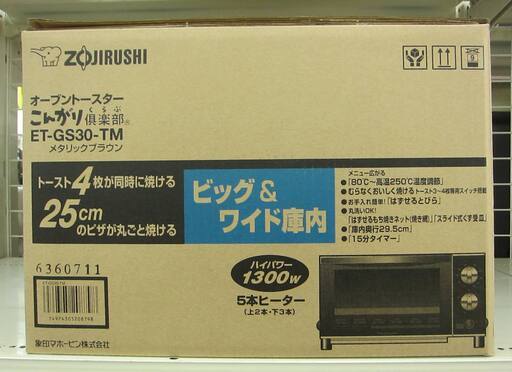 ZOJIRUSHI
オーブントースター
こんがり倶楽部®
くらぶ
ET-GS30-TM
メタリックブラウン
トースト4枚が同時に焼ける
25cm
のピザが丸ごと焼ける
ビッグ&
ワイド庫内
メニュー広がる
●「80℃～高温250℃温度調節」
●むらなくおいしく焼けるトースト3～4枚専用スイッチ搭載
●お手入れ簡単!「はずせるとびら」
●丸洗いOK!
「はずせるもち焼きネット(焼き網)」「スライド式くず受皿」
●「庫内奥行29.5cm」
●「15分タイマー」
6360711
ET-GS30-TM
ハイパワー
1300W
5本ヒーター
(上2本・下3本)
象印マホービン株式会社
9